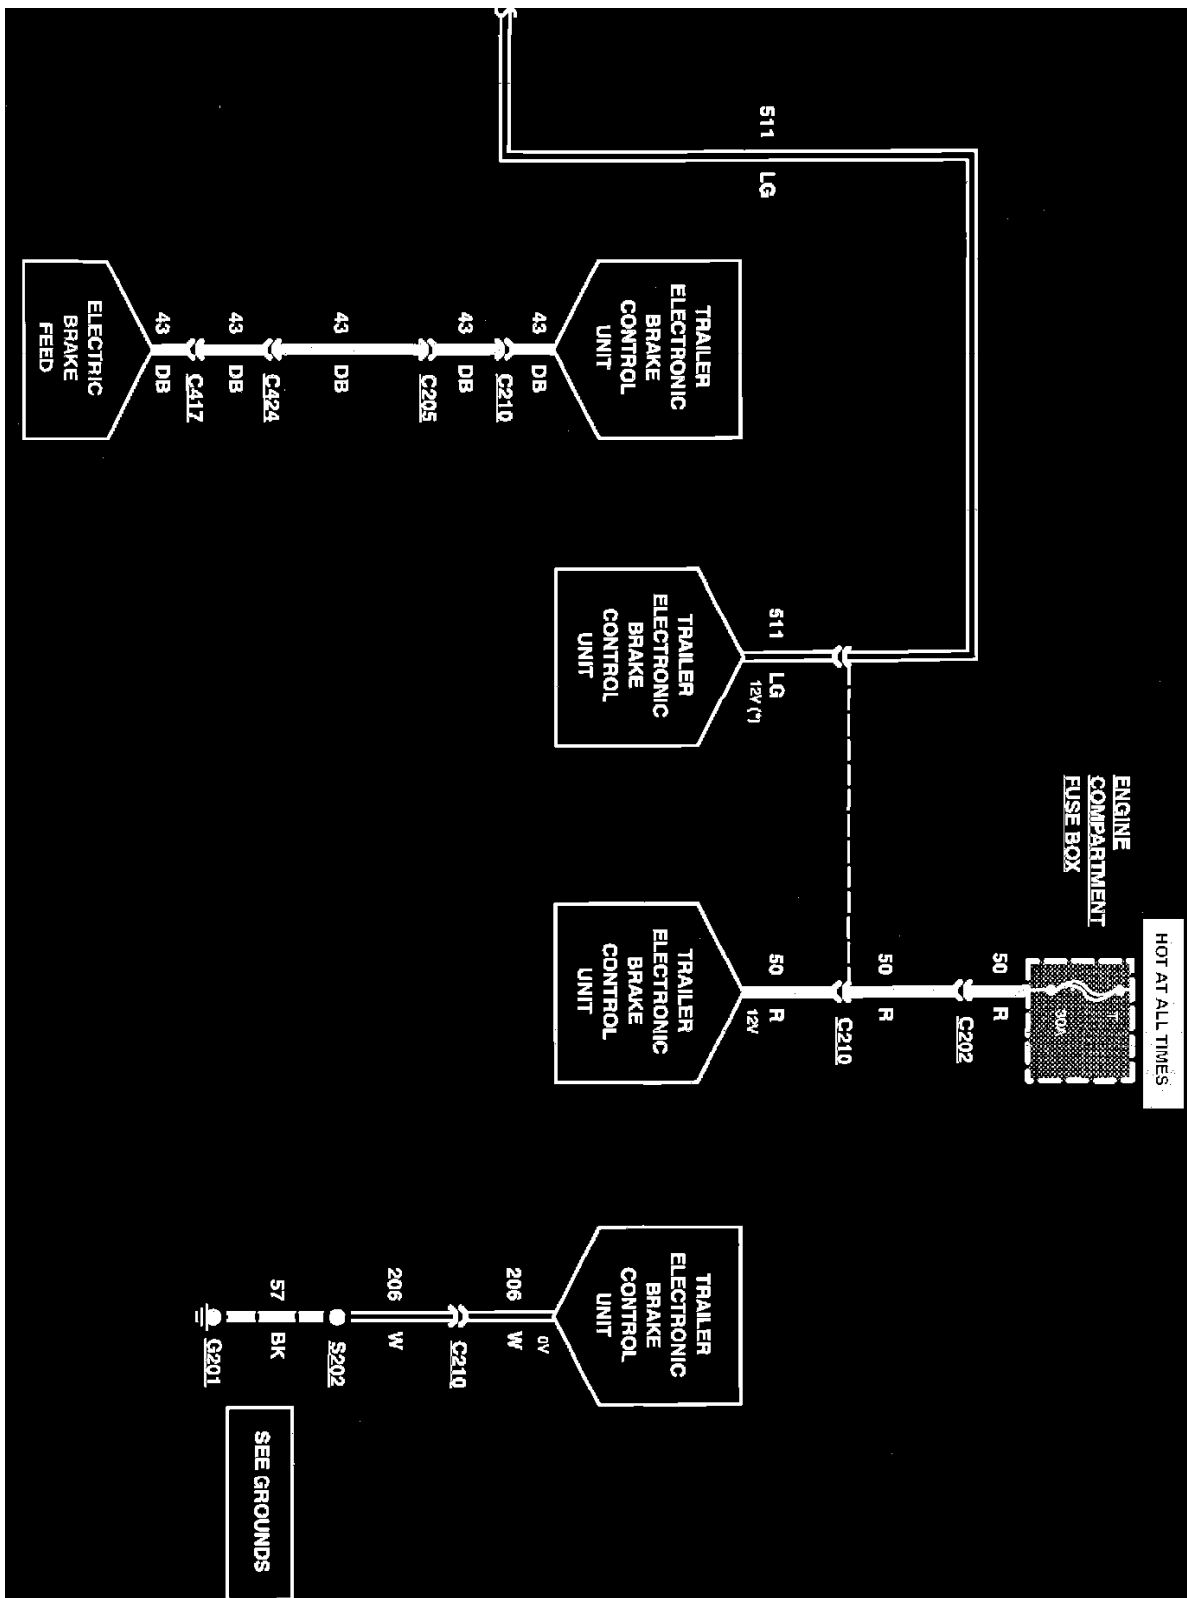 511
LG
TRAILER
ELECTRONIC
BRAKE
CONTROL
UNIT
43
DB
C210
43
DB
C205
43
DB
C424
43
DB
C417
43
DB
ELECTRIC
BRAKE
FEED
511
LG
12V (*)
TRAILER
ELECTRONIC
BRAKE
CONTROL
UNIT
ENGINE
COMPARTMENT
FUSE BOX
HOT AT ALL TIMES
T
30A
50
R
C202
50
R
C210
50
R
12V
TRAILER
ELECTRONIC
BRAKE
CONTROL
UNIT
TRAILER
ELECTRONIC
BRAKE
CONTROL
UNIT
0V
206
W
C210
206
W
S202
57
BK
G201
SEE GROUNDS